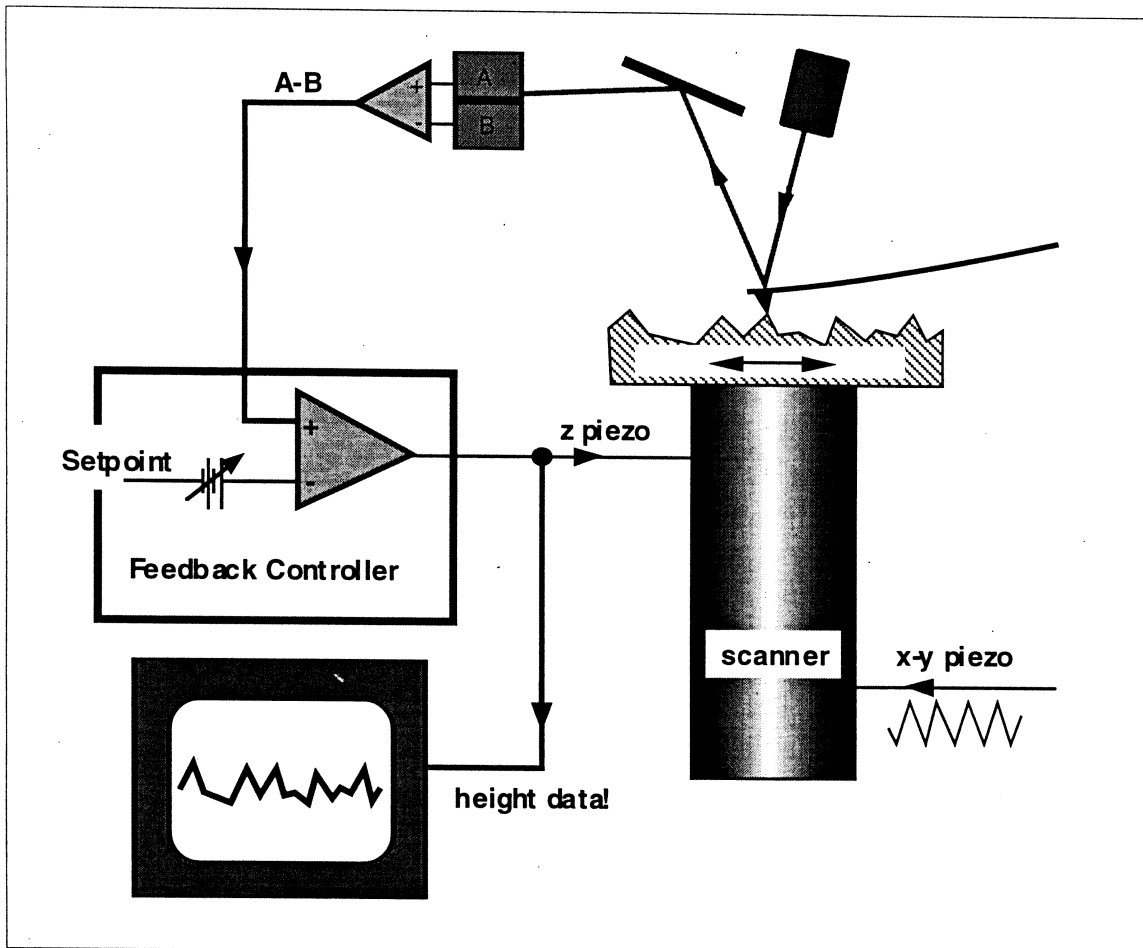 A-B
+
-
A
B
Setpoint
+
-
Feedback Controller
z piezo
scanner
x-y piezo
height data!